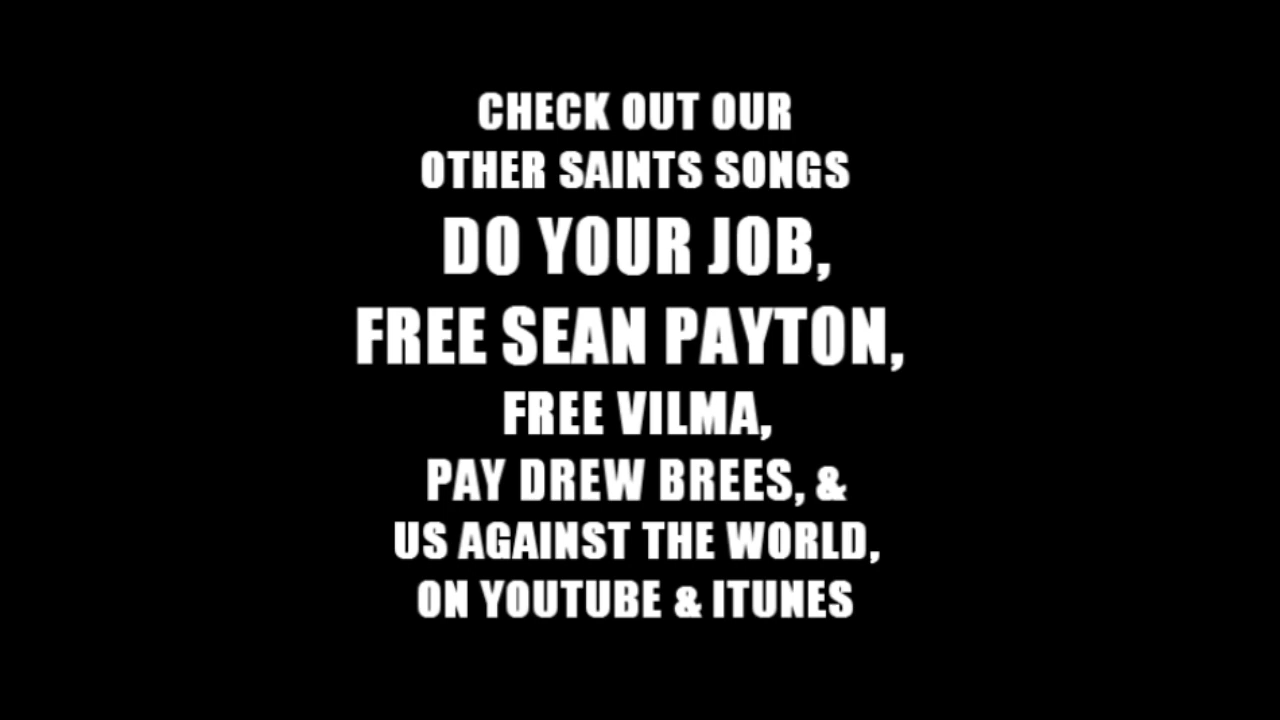 CHECK OUT OUR
OTHER SAINTS SONGS
DO YOUR JOB,
FREE SEAN PAYTON,
FREE VILMA,
PAY DREW BREES, &
US AGAINST THE WORLD,
ON YOUTUBE & ITUNES